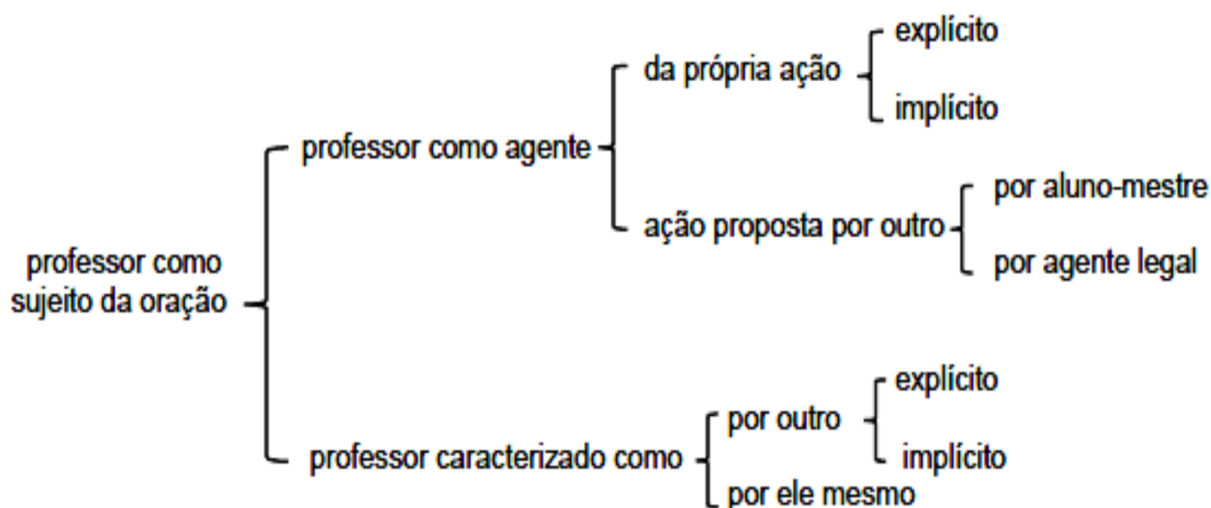 explícito
da própria ação
implícito
professor como agente
por aluno-mestre
ação proposta por outro
por agente legal
professor como
sujeito da oração
explícito
por outro
implícito
professor caracterizado como
por ele mesmo